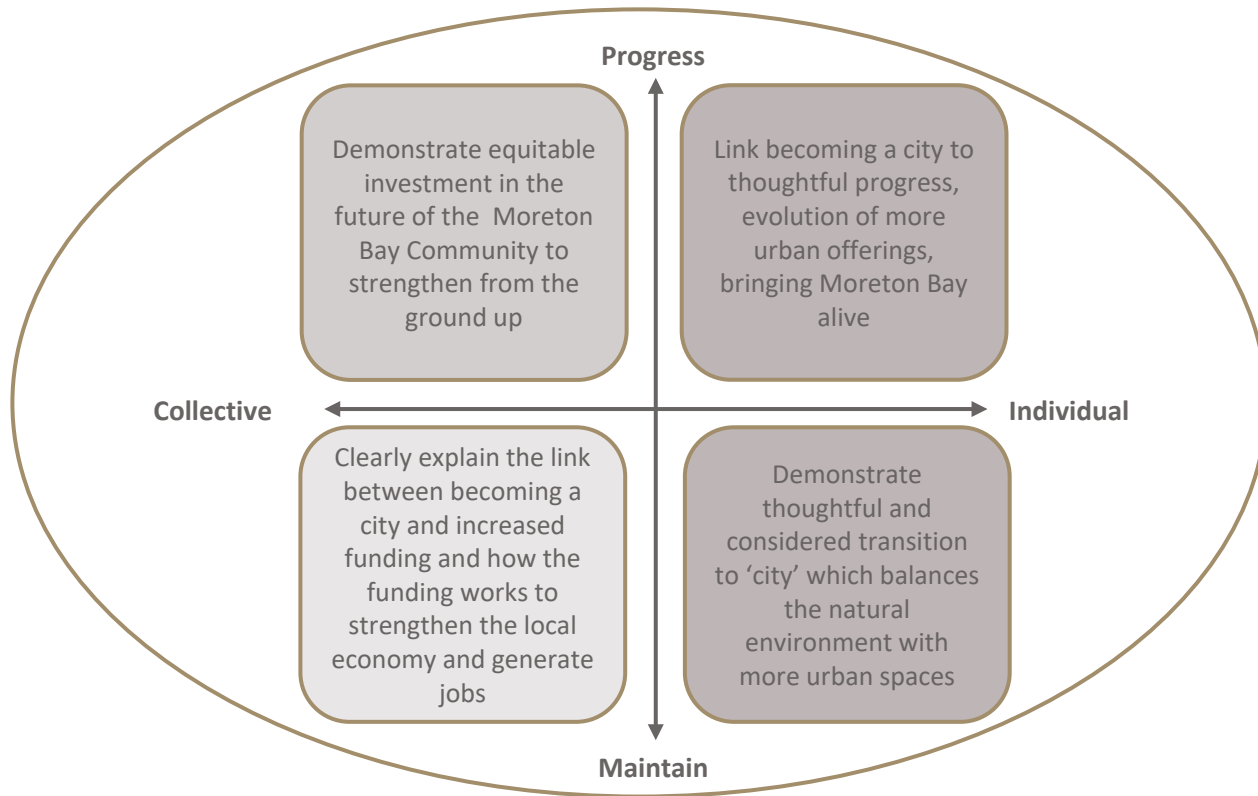 Progress
Demonstrate equitable
investment in the
future of the  Moreton
Bay Community to
strengthen from the
ground up
Link becoming a city to
thoughtful progress,
evolution of more
urban offerings,
bringing Moreton Bay
alive
Collective
Individual
Clearly explain the link
between becoming a
city and increased
funding and how the
funding works to
strengthen the local
economy and generate
jobs
Demonstrate
thoughtful and
considered transition
to ‘city’ which balances
the natural
environment with
more urban spaces
Maintain